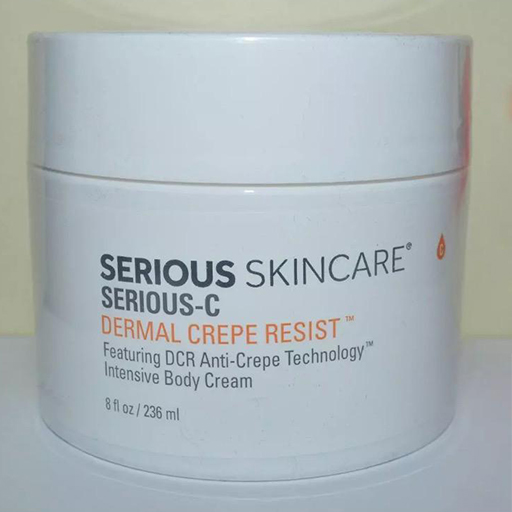 SERIOUS SKINCARE®
SERIOUS-C
DERMAL CREPE RESIST™
Featuring DCR Anti-Crepe Technology™
Intensive Body Cream
8 fl oz / 236 ml
C